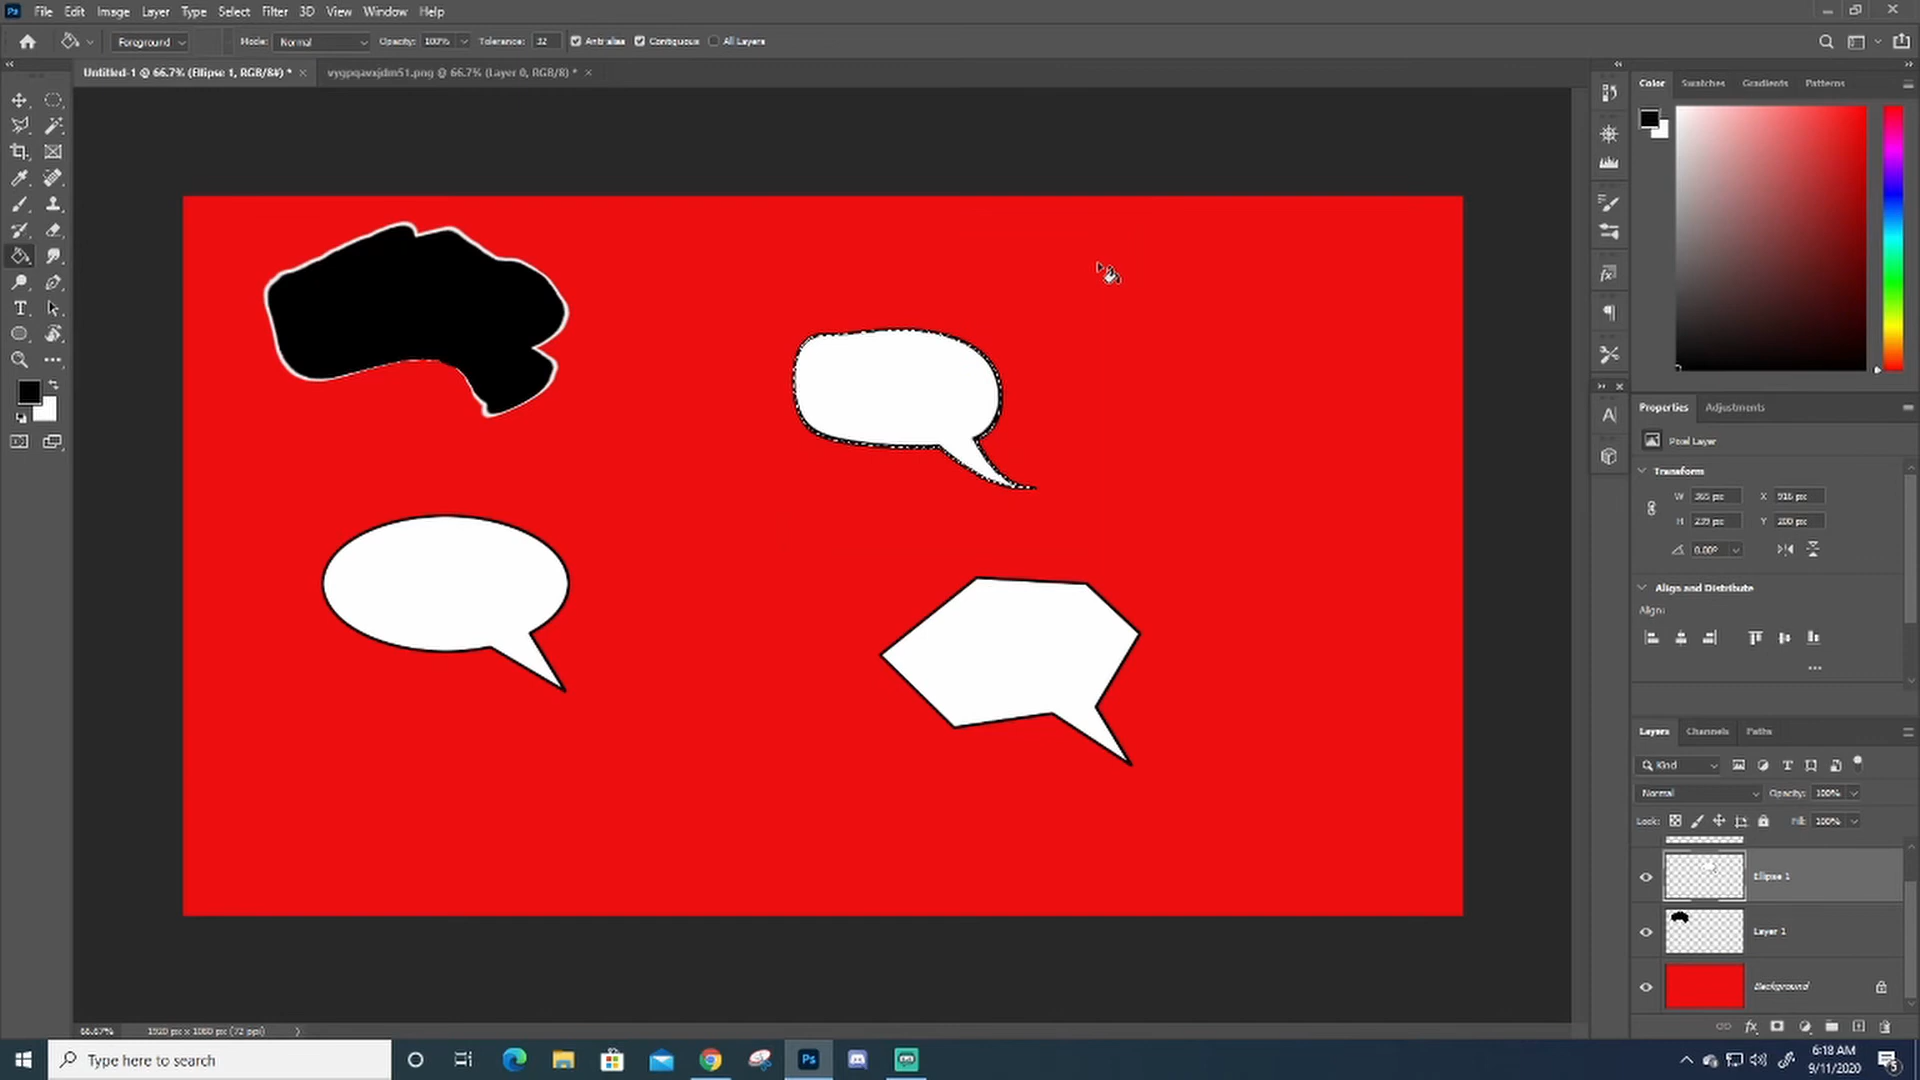 Ps File Edit Image Layer Type Select Filter 3D View Window Help
Foreground Mode: Normal Opacity: 100% Tolerance: 32 Anti-alias Contiguous All Layers
Untitled-1 @ 66.7% (Ellipse 1, RGB/8#) * × vygpqavxjdm51.png @ 66.7% (Layer 0, RGB/8) * ×
Color Swatches Gradients Patterns
Properties Adjustments
Pixel Layer
Transform
W 365 px X 916 px
H 239 px Y 200 px
0.00°
Align and Distribute
Align:
Layers Channels Paths
Kind
Normal Opacity: 100%
Lock: Fill: 100%
Ellipse 1
Layer 1
Background
66.67% 1920 px x 1080 px (72 ppi)
Type here to search
Ps
6:18 AM
9/11/2020
5